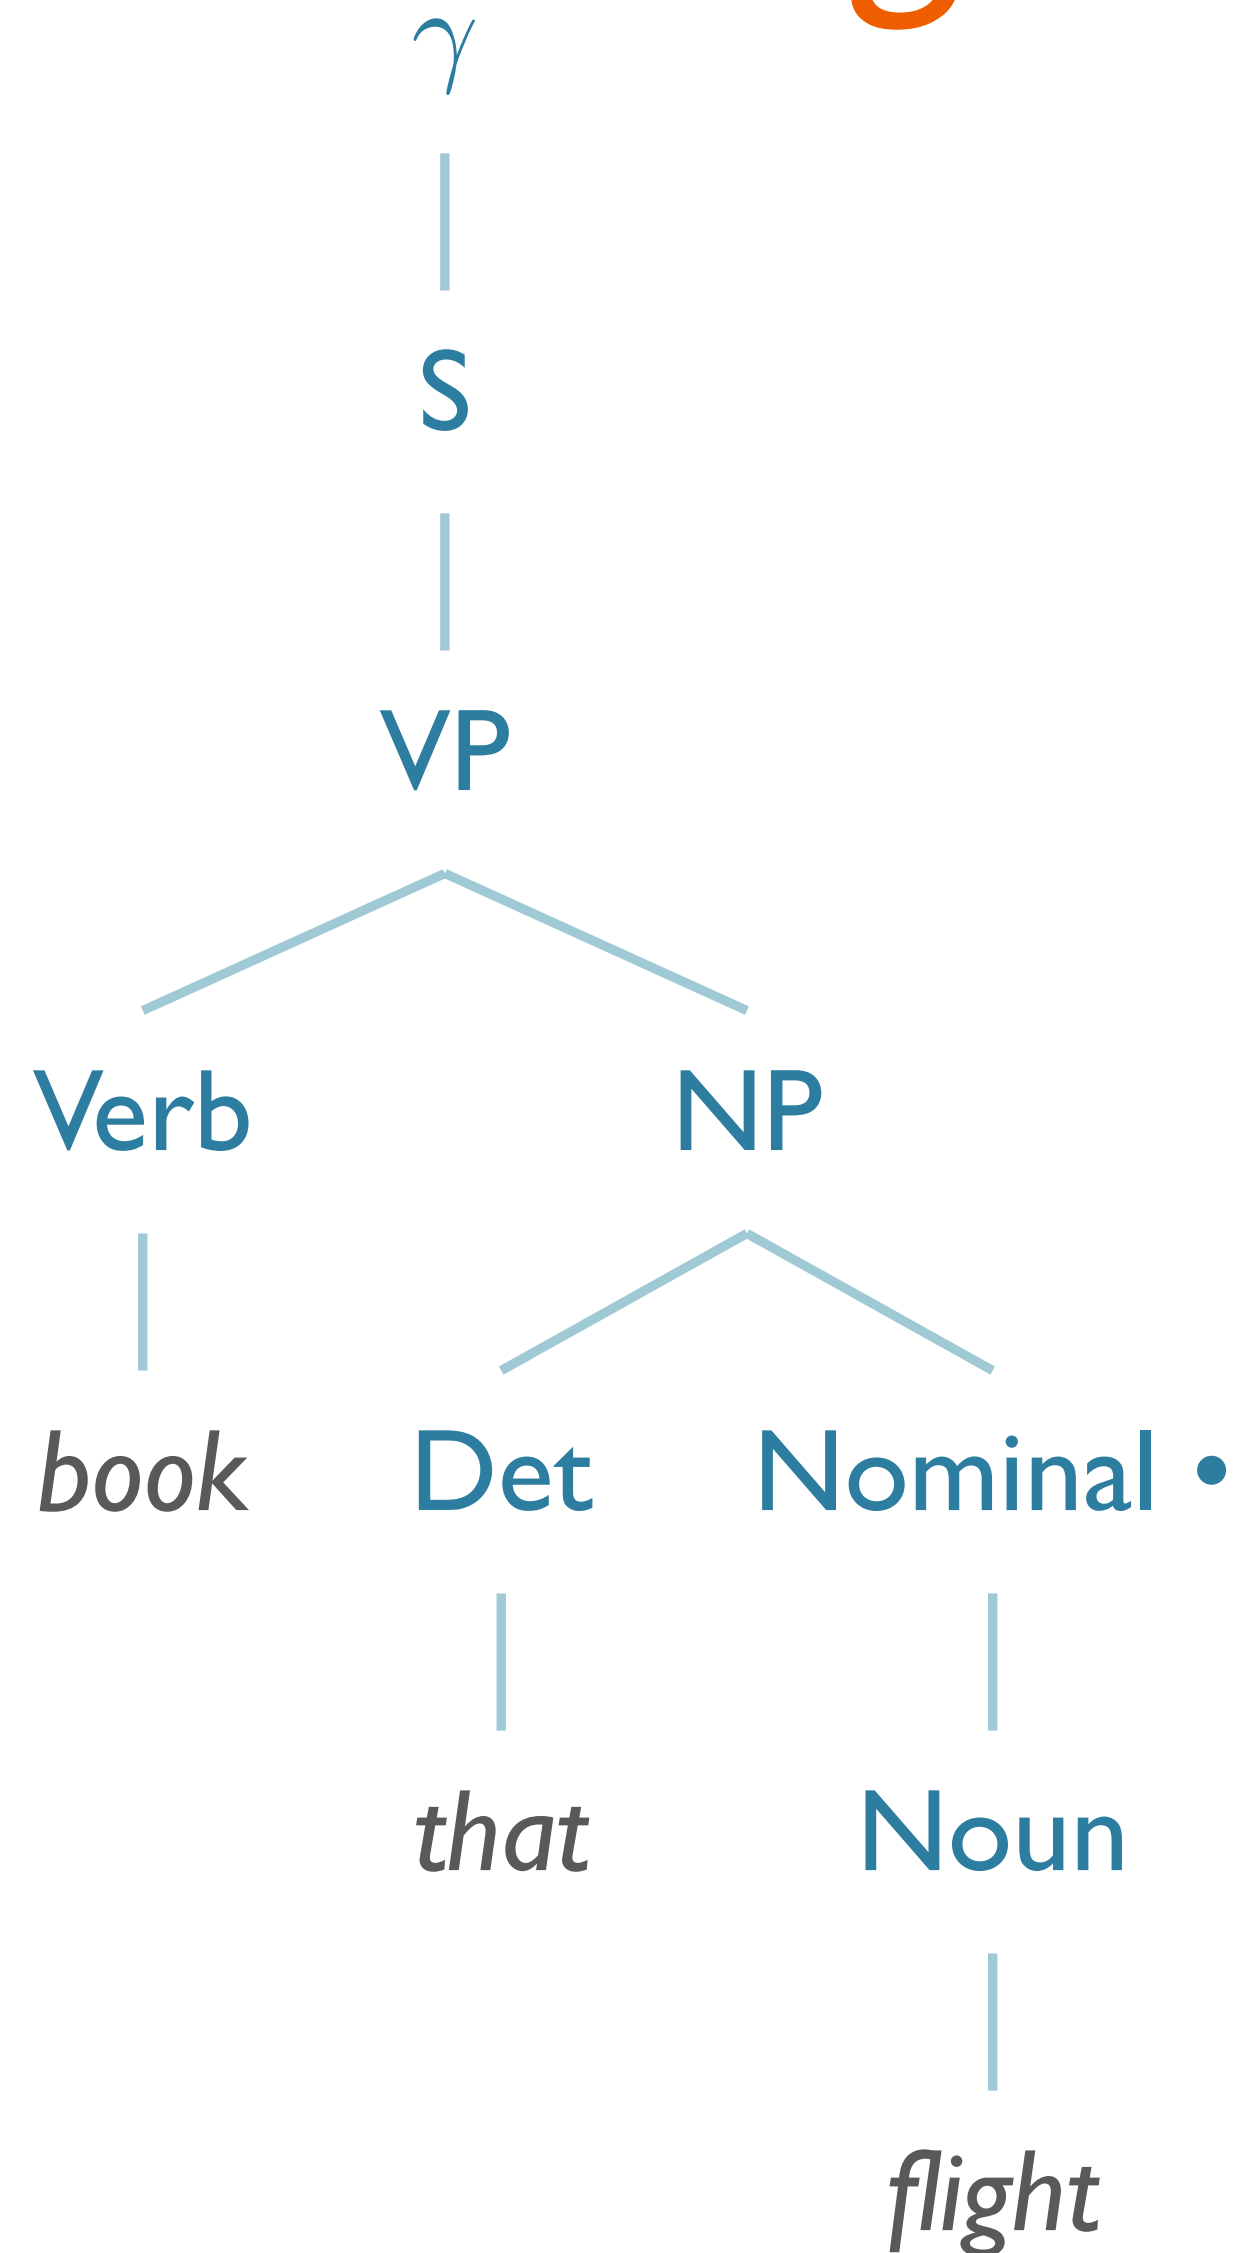 γ
S
VP
Verb NP
book Det Nominal •
that Noun
flight